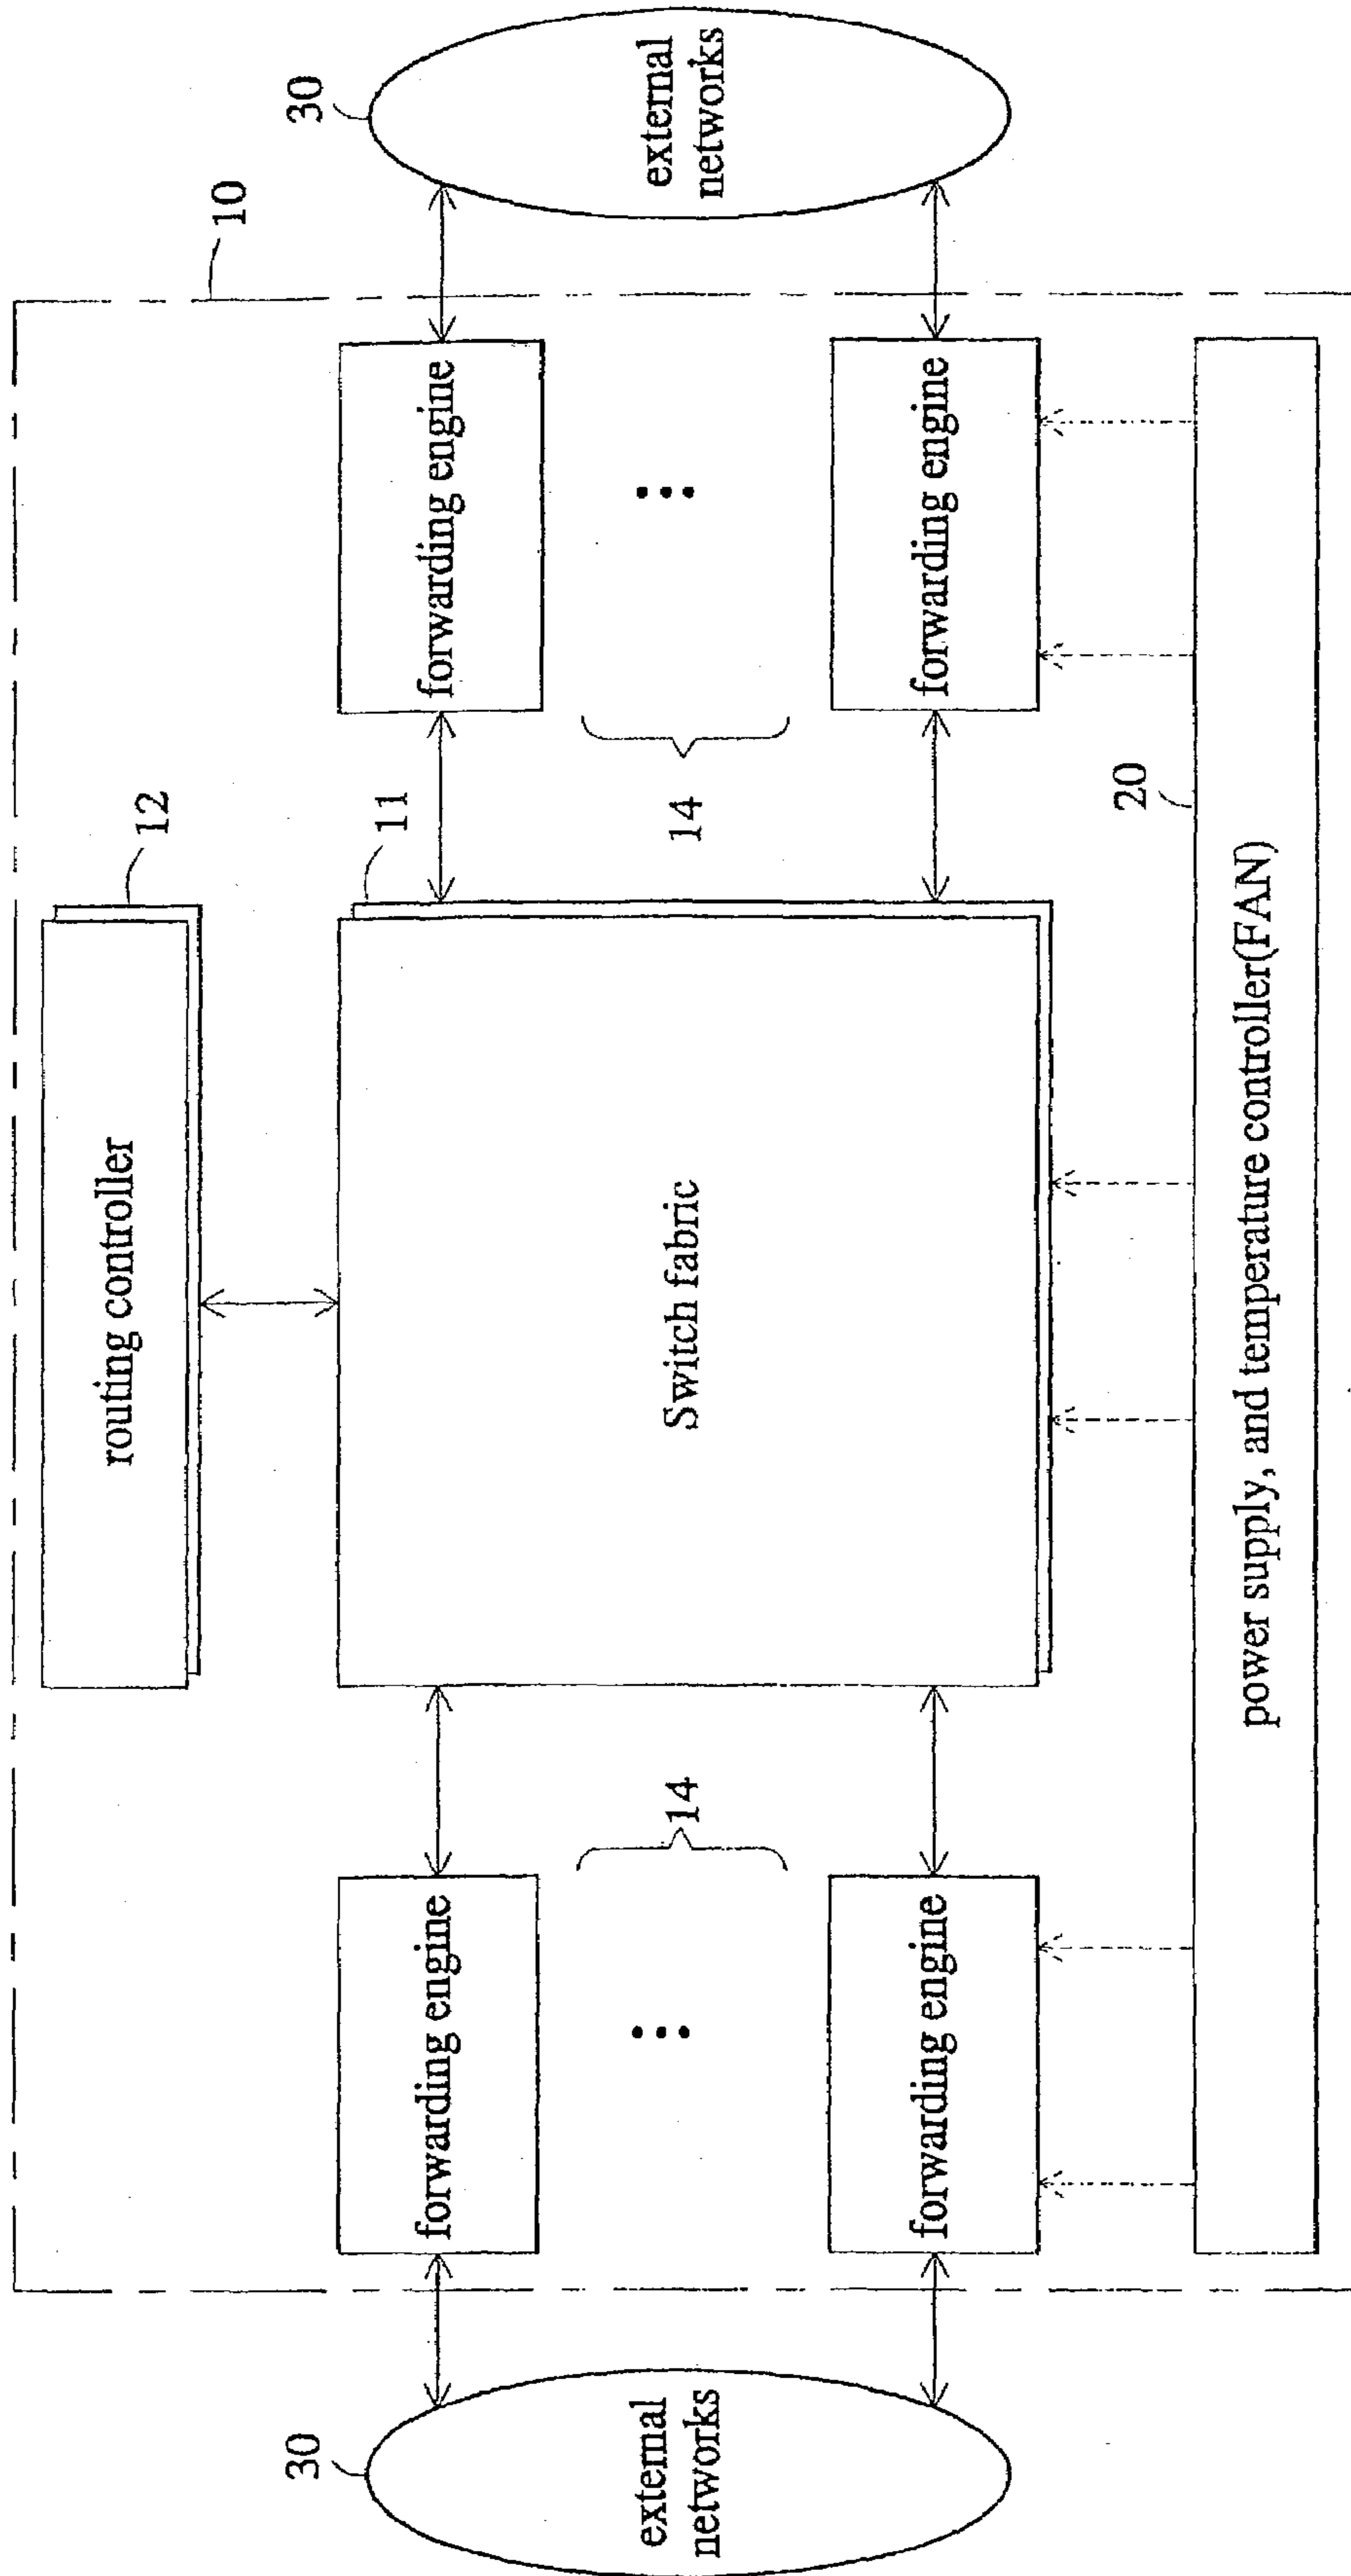 10
routing controller
12
30
external
networks
forwarding engine
Switch fabric
11
forwarding engine
30
external
networks
14
14
forwarding engine
forwarding engine
20
power supply, and temperature controller(FAN)